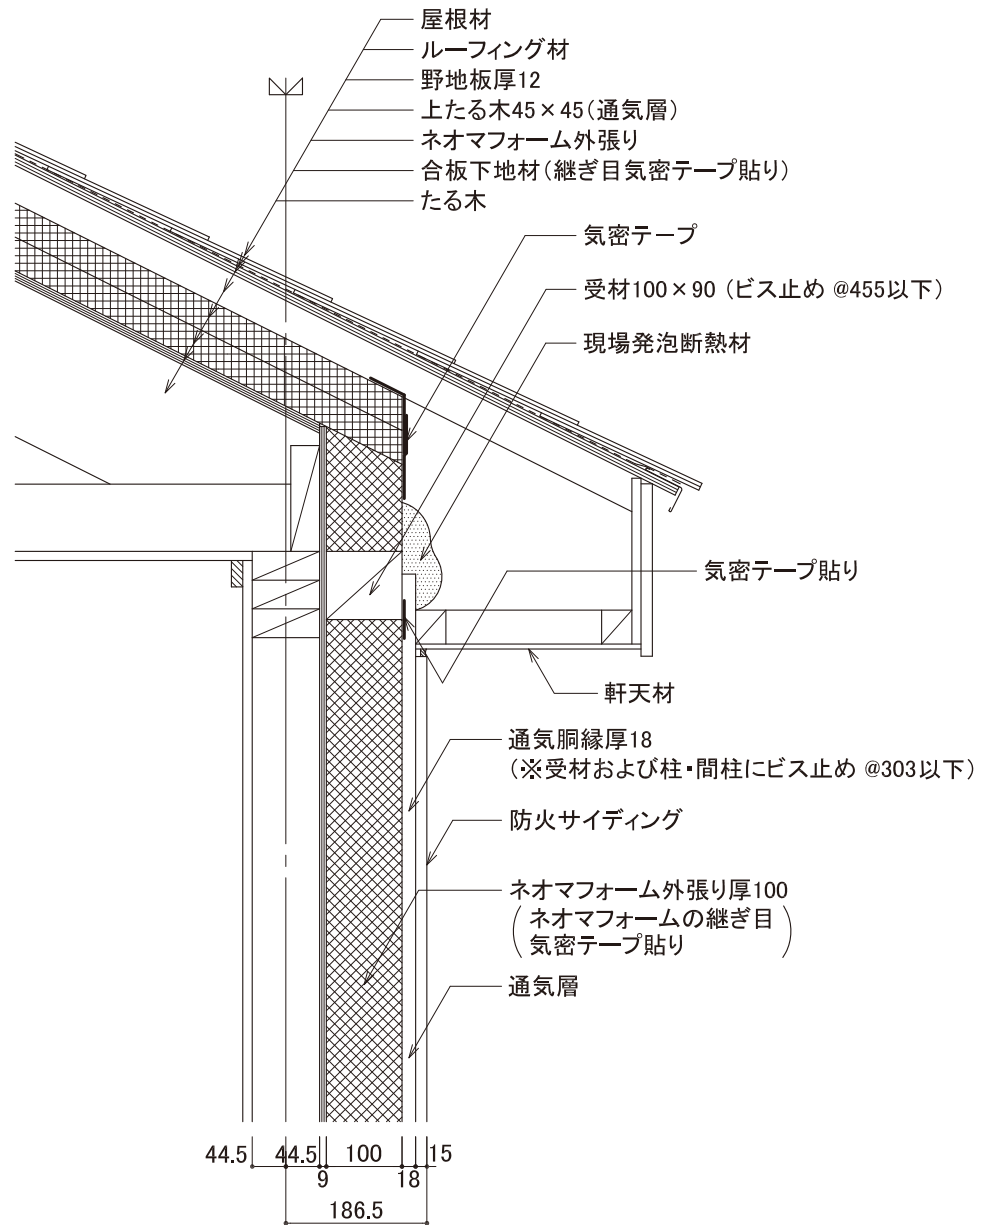 屋根材
ルーフィング材
野地板厚12
上たる木45×45(通気層)
ネオマフォーム外張り
合板下地材(継ぎ目気密テープ貼り)
たる木
気密テープ
受材100×90 (ビス止め @455以下)
現場発泡断熱材
気密テープ貼り
軒天材
通気胴縁厚18
(※受材および柱・間柱にビス止め @303以下)
防火サイディング
ネオマフォーム外張り厚100
(ネオマフォームの継ぎ目
気密テープ貼り)
通気層
44.5 44.5 100 15
9 18
186.5